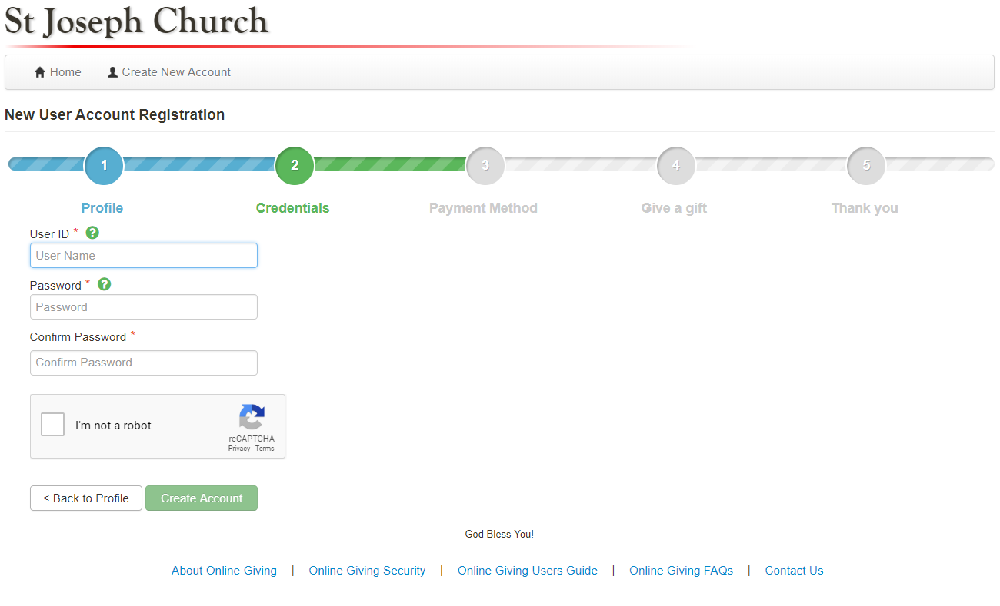 St Joseph Church
Home Create New Account
New User Account Registration
1 2 3 4 5
Profile Credentials Payment Method Give a gift Thank you
User ID * ?
User Name
Password * ?
Password
Confirm Password *
Confirm Password
I'm not a robot
reCAPTCHA
Privacy - Terms
< Back to Profile Create Account
God Bless You!
About Online Giving | Online Giving Security | Online Giving Users Guide | Online Giving FAQs | Contact Us